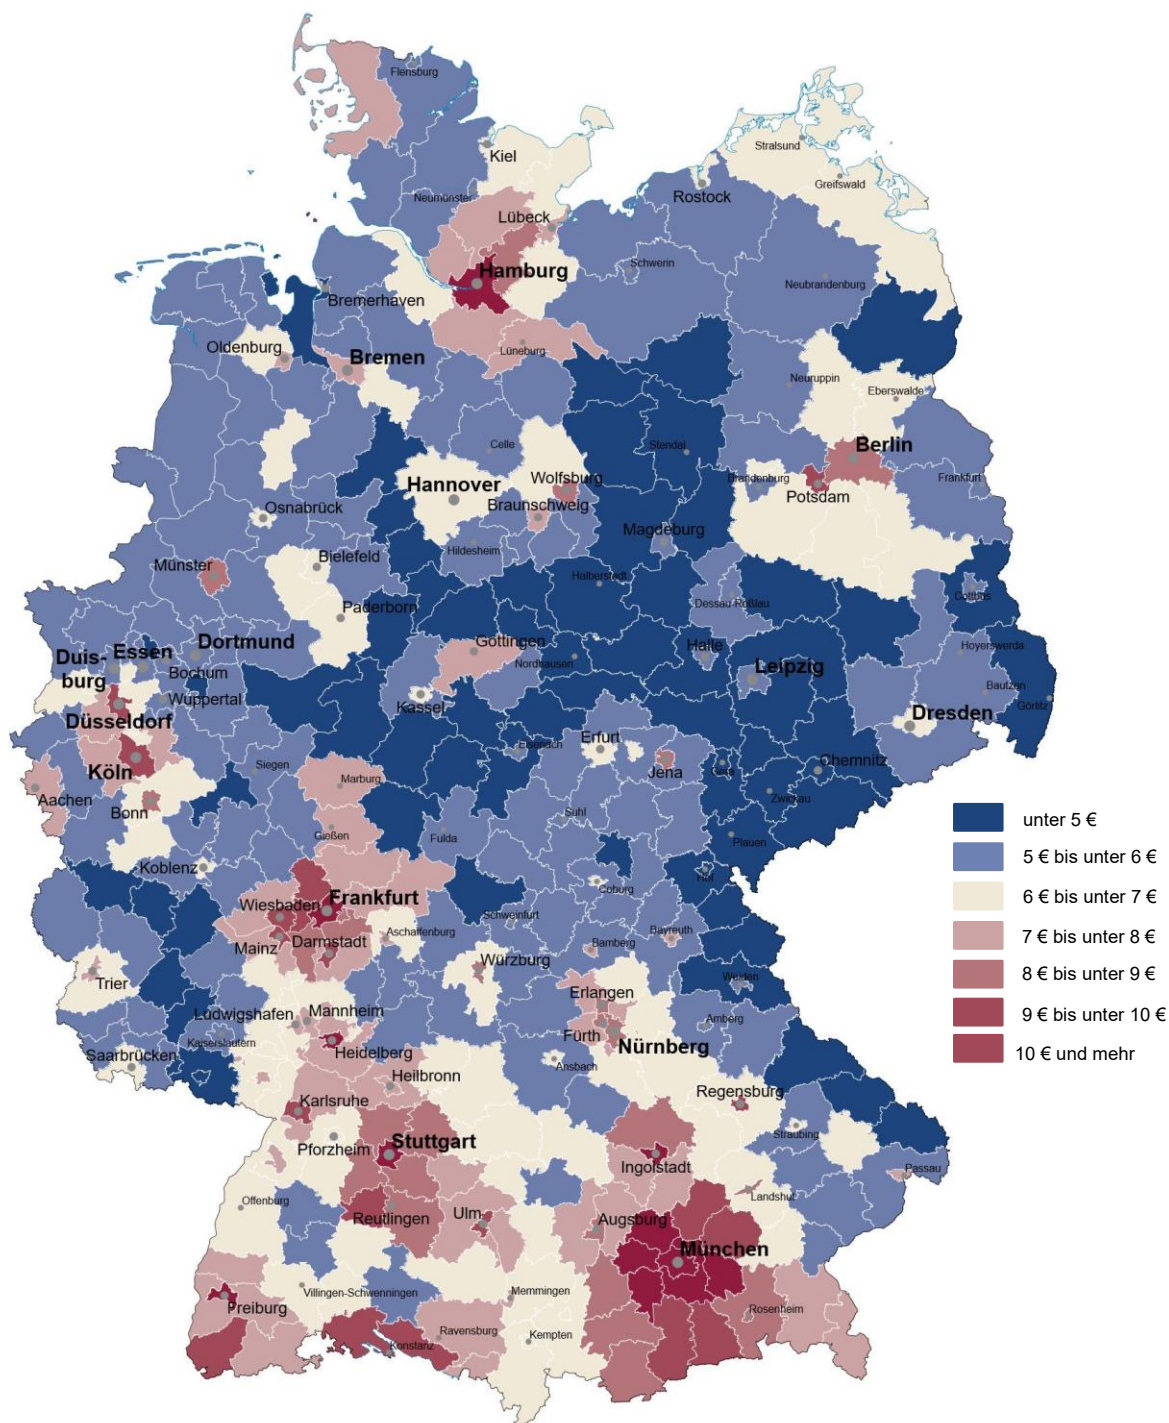 Flensburg
Kiel
Stralsund
Greifswald
Neumünster
Rostock
Lübeck
Hamburg
Schwerin
Neubrandenburg
Bremerhaven
Oldenburg
Bremen
Lüneburg
Neuruppin
Eberswalde
Celle
Stendal
Berlin
Hannover
Wolfsburg
Brandenburg
Frankfurt
Potsdam
Osnabrück
Braunschweig
Magdeburg
Hildesheim
Münster
Bielefeld
Halberstadt
Dessau-Roßlau
Cottbus
Paderborn
Dortmund
Göttingen
Halle
Hoyerswerda
Duis-
burg
Essen
Bochum
Nordhausen
Leipzig
Bautzen
Görlitz
Wuppertal
Kassel
Düsseldorf
Dresden
Erfurt
Eisenach
Köln
Siegen
Jena
Gera
Chemnitz
Marburg
Aachen
Bonn
Zwickau
Suhl
Gießen
Fulda
Plauen
Koblenz
Hof
Coburg
Wiesbaden
Frankfurt
Schweinfurt
Mainz
Darmstadt
Aschaffenburg
Bamberg
Bayreuth
Trier
Würzburg
Weiden
Erlangen
Ludwigshafen
Mannheim
Amberg
Kaiserslautern
Fürth
Nürnberg
Saarbrücken
Heidelberg
Ansbach
Heilbronn
Regensburg
Karlsruhe
Straubing
Pforzheim
Stuttgart
Ingolstadt
Passau
Offenburg
Landshut
Reutlingen
Ulm
Augsburg
München
Villingen-Schwenningen
Memmingen
Freiburg
Rosenheim
Ravensburg
Kempten
Konstanz
unter 5 €
5 € bis unter 6 €
6 € bis unter 7 €
7 € bis unter 8 €
8 € bis unter 9 €
9 € bis unter 10 €
10 € und mehr